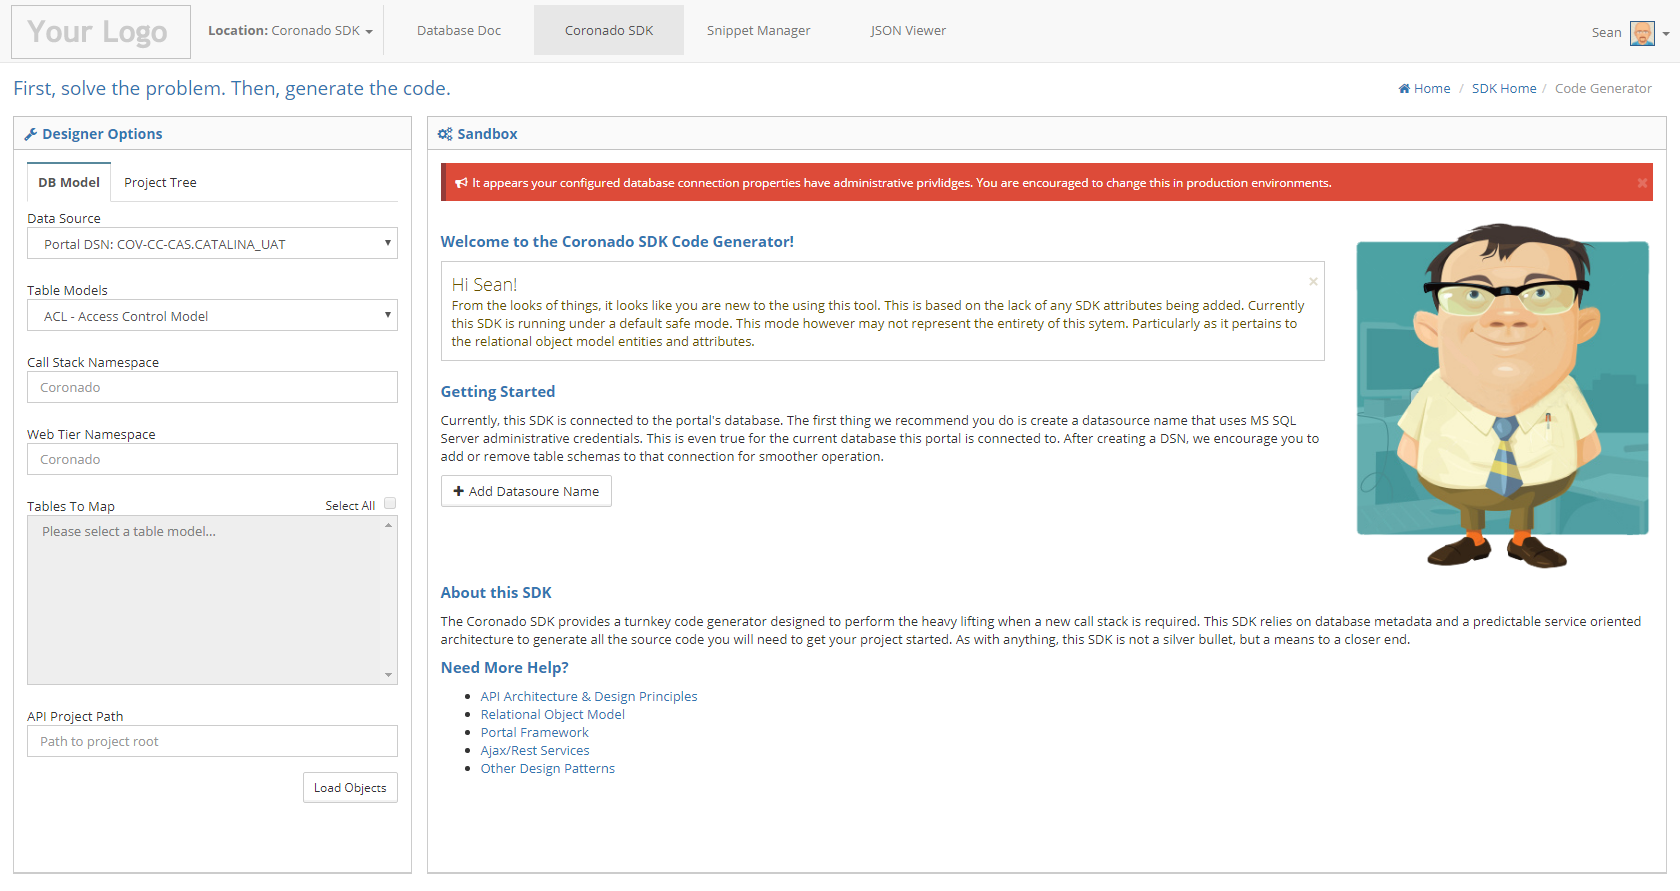 Your Logo
Location: Coronado SDK
Database Doc
Coronado SDK
Snippet Manager
JSON Viewer
Sean
First, solve the problem. Then, generate the code.
Home / SDK Home / Code Generator
Designer Options
DB Model
Project Tree
Data Source
Portal DSN: COV-CC-CAS.CATALINA_UAT
Table Models
ACL - Access Control Model
Call Stack Namespace
Coronado
Web Tier Namespace
Coronado
Tables To Map
Select All
Please select a table model...
API Project Path
Path to project root
Load Objects
Sandbox
It appears your configured database connection properties have administrative privlidges. You are encouraged to change this in production environments.
Welcome to the Coronado SDK Code Generator!
Hi Sean!
From the looks of things, it looks like you are new to the using this tool. This is based on the lack of any SDK attributes being added. Currently
this SDK is running under a default safe mode. This mode however may not represent the entirety of this sytem. Particularly as it pertains to
the relational object model entities and attributes.
Getting Started
Currently, this SDK is connected to the portal's database. The first thing we recommend you do is create a datasource name that uses MS SQL
Server administrative credentials. This is even true for the current database this portal is connected to. After creating a DSN, we encourage you to
add or remove table schemas to that connection for smoother operation.
Add Datasoure Name
About this SDK
The Coronado SDK provides a turnkey code generator designed to perform the heavy lifting when a new call stack is required. This SDK relies on database metadata and a predictable service oriented
architecture to generate all the source code you will need to get your project started. As with anything, this SDK is not a silver bullet, but a means to a closer end.
Need More Help?
API Architecture & Design Principles
Relational Object Model
Portal Framework
Ajax/Rest Services
Other Design Patterns